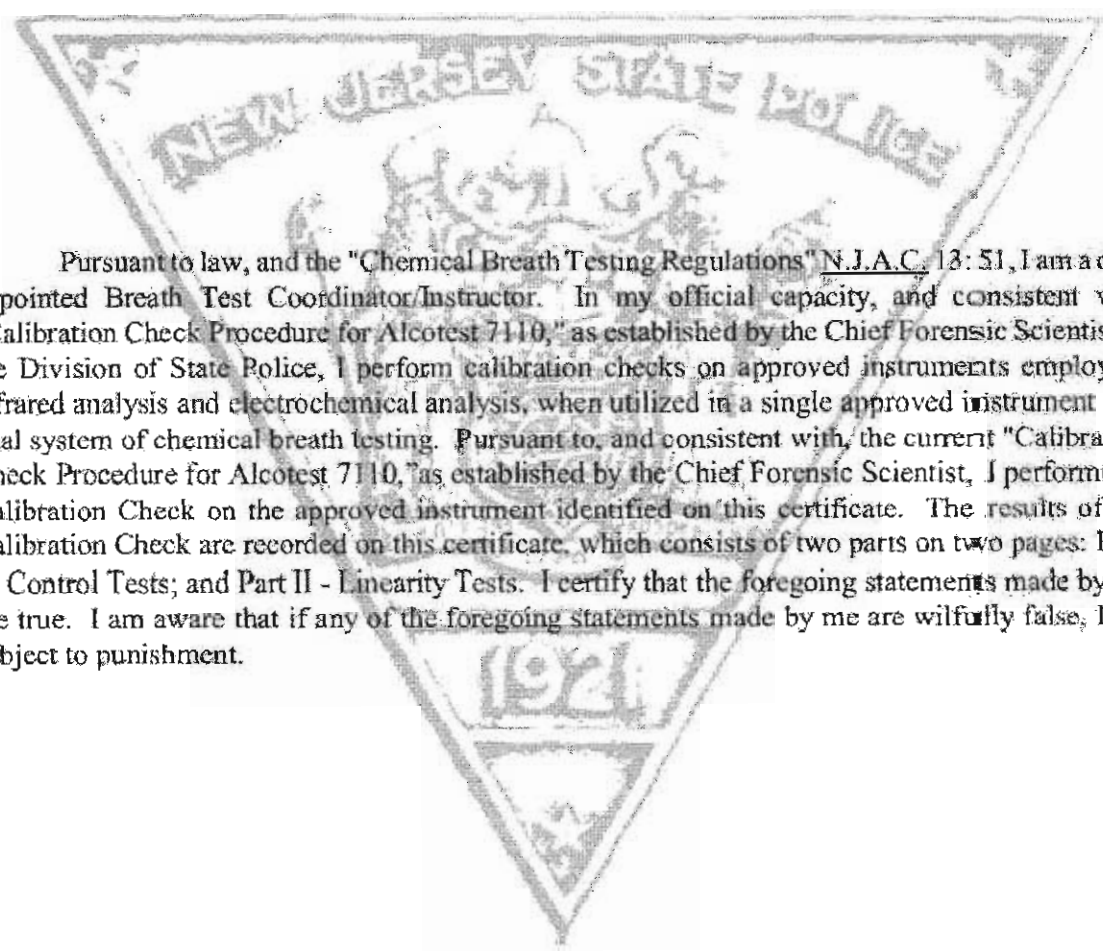 NEW JERSEY STATE POLICE
Pursuant to law, and the "Chemical Breath Testing Regulations" N.J.A.C. 13: 51, I am a
pointed Breath Test Coordinator/Instructor. In my official capacity, and consistent
Calibration Check Procedure for Alcotest 7110," as established by the Chief Forensic Scientis
e Division of State Police, I perform calibration checks on approved instruments employ
frared analysis and electrochemical analysis, when utilized in a single approved instrument
al system of chemical breath testing. Pursuant to, and consistent with, the current "Calibra
heck Procedure for Alcotest 7110," as established by the Chief Forensic Scientist, I perform
alibration Check on the approved instrument identified on this certificate. The results of
alibration Check are recorded on this certificate, which consists of two parts on two pages:
Control Tests; and Part II - Linearity Tests. I certify that the foregoing statements made by
e true. I am aware that if any of the foregoing statements made by me are wilfully false, I
bject to punishment.
1921